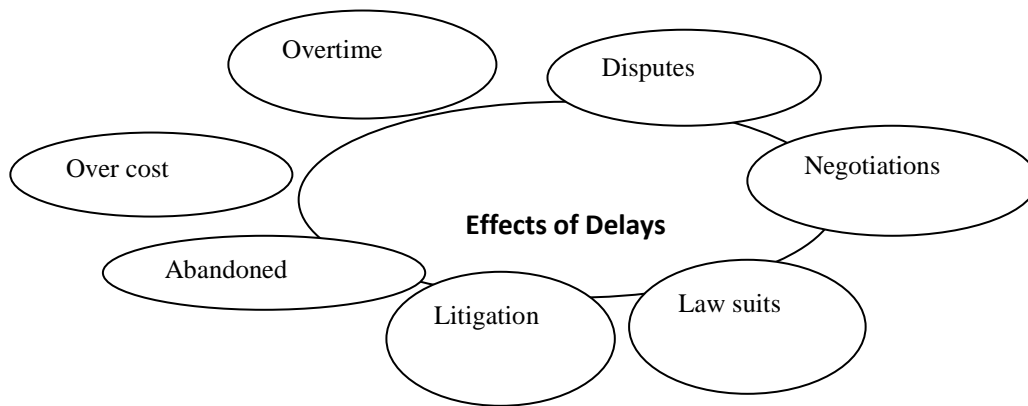 Overtime
Disputes
Over cost
Negotiations
Effects of Delays
Abandoned
Litigation
Law suits